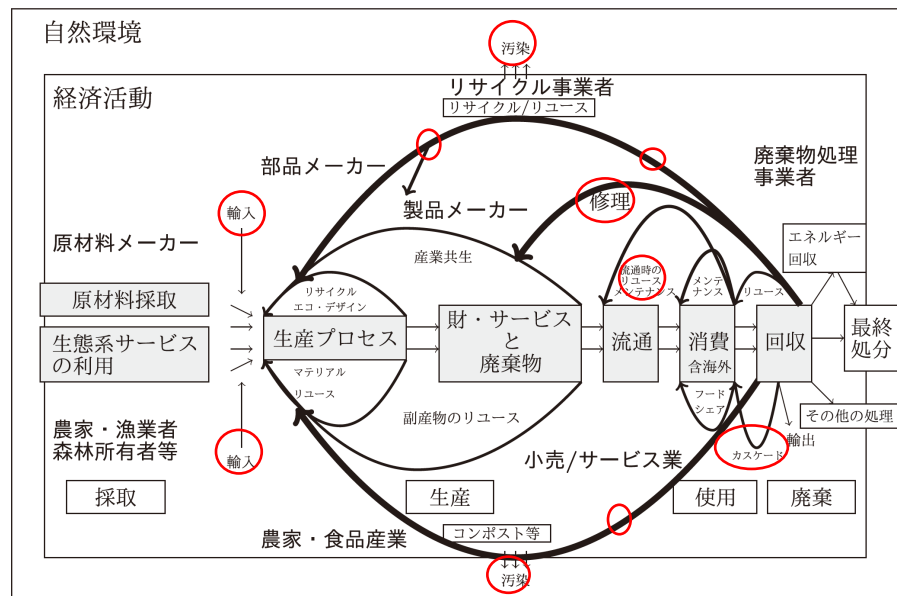 自然環境
汚染
経済活動
リサイクル事業者
リサイクル/リユース
部品メーカー
廃棄物処理
事業者
輸入
製品メーカー
修理
原材料メーカー
エネルギー
回収
産業共生
流通時の
リユース
メンテナンス
メンテ
ナンス
リユース
原材料採取
リサイクル
エコ・デザイン
生態系サービス
の利用
生産プロセス
財・サービス
と
廃棄物
流通
消費
含海外
回収
最終
処分
マテリアル
リユース
フード
シェア
副産物のリユース
その他の処理
農家・漁業者
森林所有者等
輸入
小売/サービス業
輸出
カスケード
採取
生産
使用
廃棄
農家・食品産業
コンポスト等
汚染